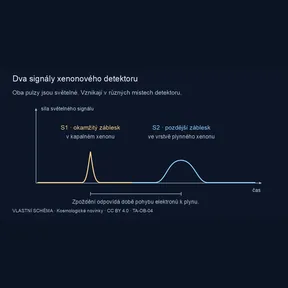 Dva signály xenonového detektoru
Oba pulzy jsou světelné. Vznikají v různých místech detektoru.
síla světelného signálu
S1 · okamžitý záblesk
v kapalném xenonu
S2 · pozdější záblesk
ve vrstvě plynného xenonu
čas
Zpoždění odpovídá době pohybu elektronů k plynu.
VLASTNÍ SCHÉMA · Kosmologické novinky · CC BY 4.0 · TA-OB-04